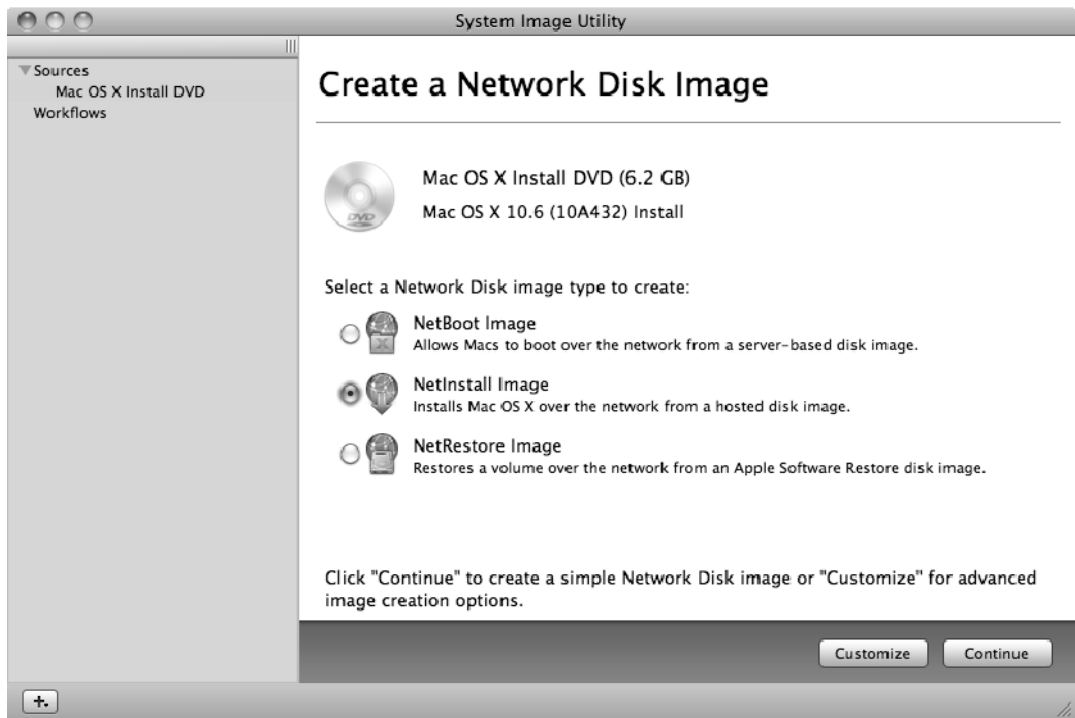 System Image Utility
Sources
Mac OS X Install DVD
Workflows
Create a Network Disk Image
DVD
Mac OS X Install DVD (6.2 GB)
Mac OS X 10.6 (10A432) Install
Select a Network Disk image type to create:
X
NetBoot Image
Allows Macs to boot over the network from a server-based disk image.
NetInstall Image
Installs Mac OS X over the network from a hosted disk image.
NetRestore Image
Restores a volume over the network from an Apple Software Restore disk image.
Click "Continue" to create a simple Network Disk image or "Customize" for advanced
image creation options.
Customize
Continue